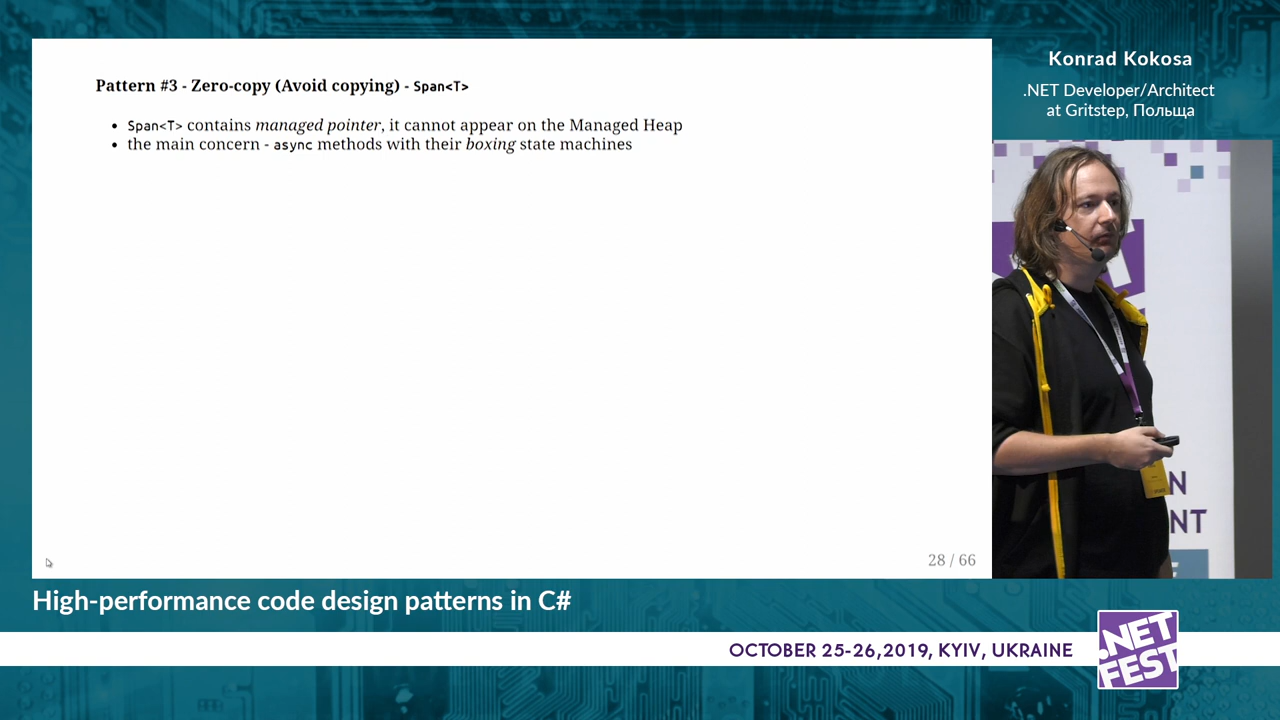 Pattern #3 - Zero-copy (Avoid copying) - Span<T>
Span<T> contains managed pointer, it cannot appear on the Managed Heap
the main concern - async methods with their boxing state machines
28 / 66
Konrad Kokosa
.NET Developer/Architect
at Gritstep, Польща
N
NT
High-performance code design patterns in C#
OCTOBER 25-26,2019, KYIV, UKRAINE
.NET
FEST